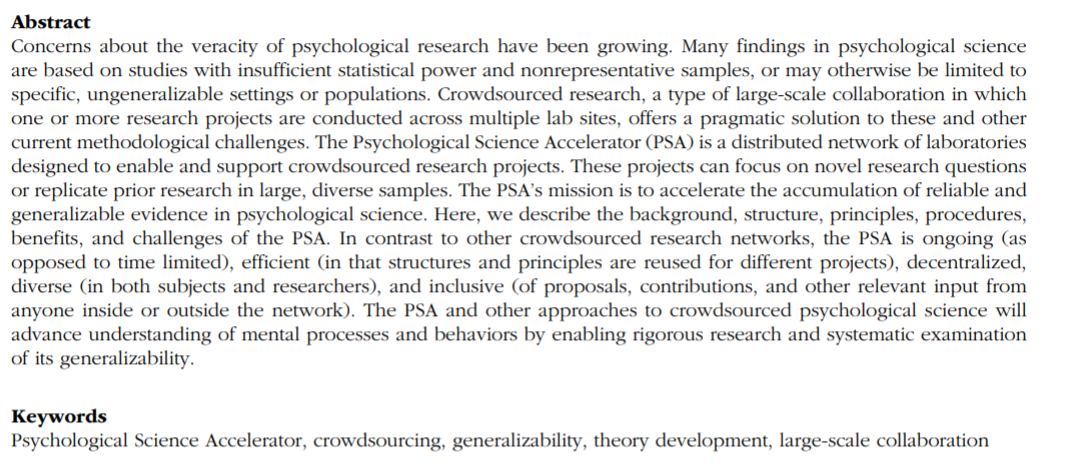 Abstract
Concerns about the veracity of psychological research have been growing. Many findings in psychological science
are based on studies with insufficient statistical power and nonrepresentative samples, or may otherwise be limited to
specific, ungeneralizable settings or populations. Crowdsourced research, a type of large-scale collaboration in which
one or more research projects are conducted across multiple lab sites, offers a pragmatic solution to these and other
current methodological challenges. The Psychological Science Accelerator (PSA) is a distributed network of laboratories
designed to enable and support crowdsourced research projects. These projects can focus on novel research questions
or replicate prior research in large, diverse samples. The PSA’s mission is to accelerate the accumulation of reliable and
generalizable evidence in psychological science. Here, we describe the background, structure, principles, procedures,
benefits, and challenges of the PSA. In contrast to other crowdsourced research networks, the PSA is ongoing (as
opposed to time limited), efficient (in that structures and principles are reused for different projects), decentralized,
diverse (in both subjects and researchers), and inclusive (of proposals, contributions, and other relevant input from
anyone inside or outside the network). The PSA and other approaches to crowdsourced psychological science will
advance understanding of mental processes and behaviors by enabling rigorous research and systematic examination
of its generalizability.
Keywords
Psychological Science Accelerator, crowdsourcing, generalizability, theory development, large-scale collaboration